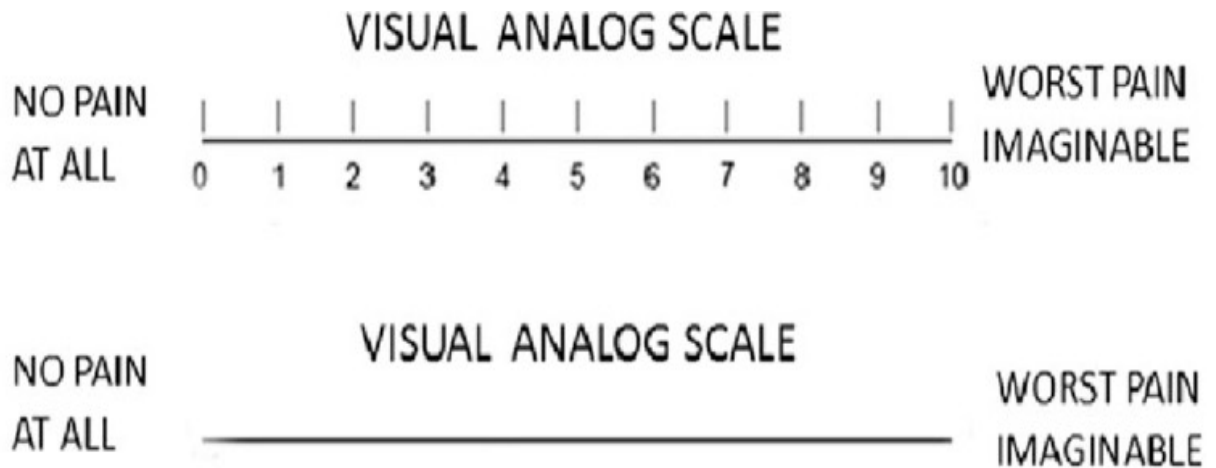 VISUAL ANALOG SCALE
NO PAIN
AT ALL
WORST PAIN
IMAGINABLE
0 1 2 3 4 5 6 7 8 9 10
VISUAL ANALOG SCALE
NO PAIN
AT ALL
WORST PAIN
IMAGINABLE